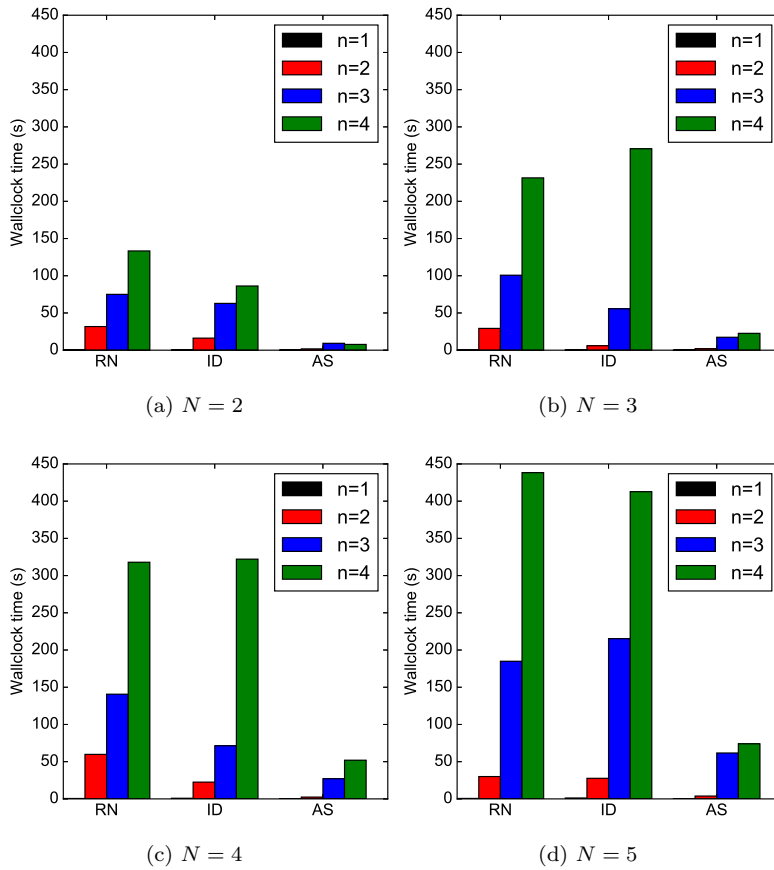 450
400
350
300
250
200
150
100
50
0
Wallclock time (s)
n=1
n=2
n=3
n=4
RN ID AS
(a) N = 2
450
400
350
300
250
200
150
100
50
0
Wallclock time (s)
n=1
n=2
n=3
n=4
RN ID AS
(b) N = 3
450
400
350
300
250
200
150
100
50
0
Wallclock time (s)
n=1
n=2
n=3
n=4
RN ID AS
(c) N = 4
450
400
350
300
250
200
150
100
50
0
Wallclock time (s)
n=1
n=2
n=3
n=4
RN ID AS
(d) N = 5